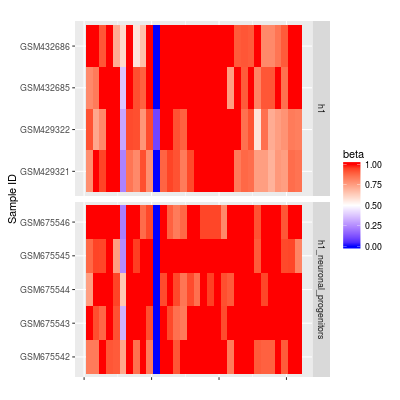 GSM432686
GSM432685
GSM429322
GSM429321
h1
GSM675546
GSM675545
GSM675544
GSM675543
GSM675542
h1_neuronal_progenitors
Sample ID
beta
1.00
0.75
0.50
0.25
0.00